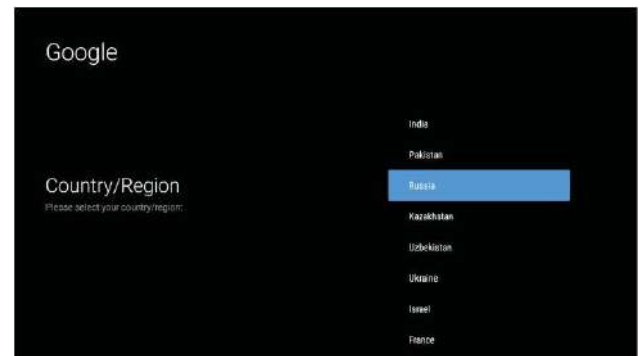 Google
Country/Region
Please select your country/region:
India
Pakistan
Russia
Kazakhstan
Uzbekistan
Ukraine
Israel
France